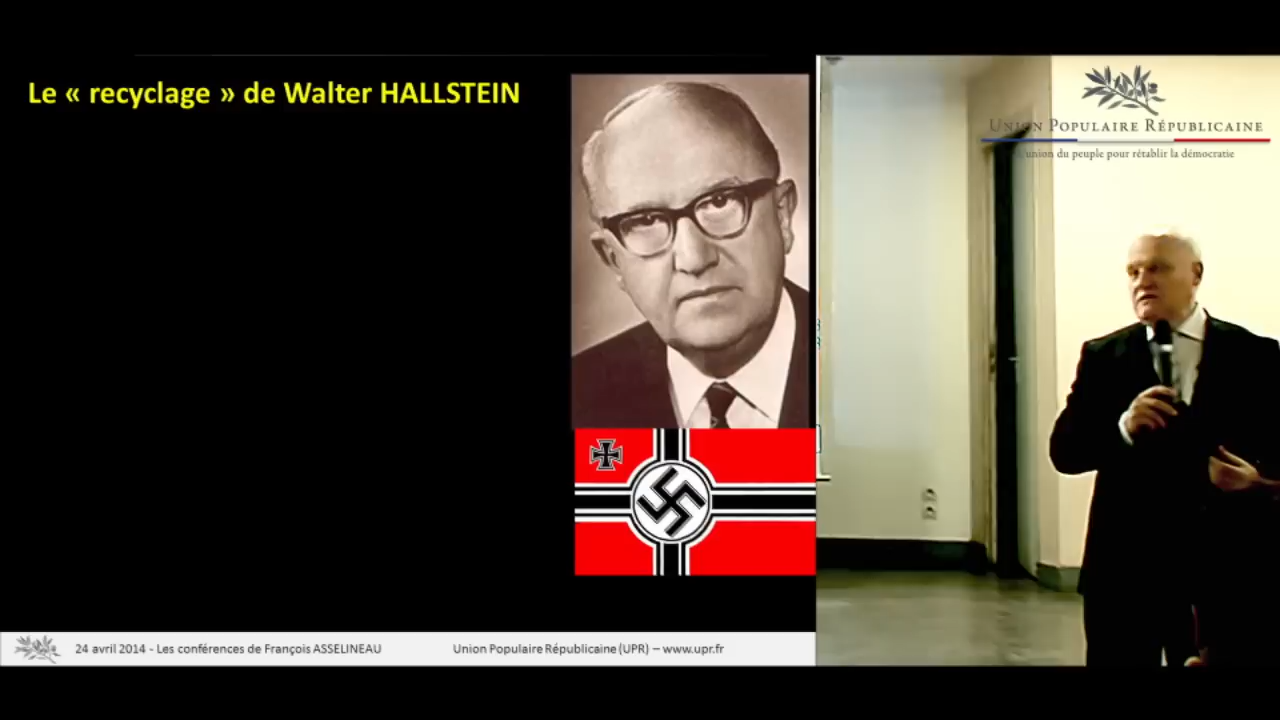 Le « recyclage » de Walter HALLSTEIN
UNION POPULAIRE RÉPUBLICAINE
L'union du peuple pour rétablir la démocratie
24 avril 2014 - Les conférences de François ASSELINEAU
Union Populaire Républicaine (UPR) – www.upr.fr